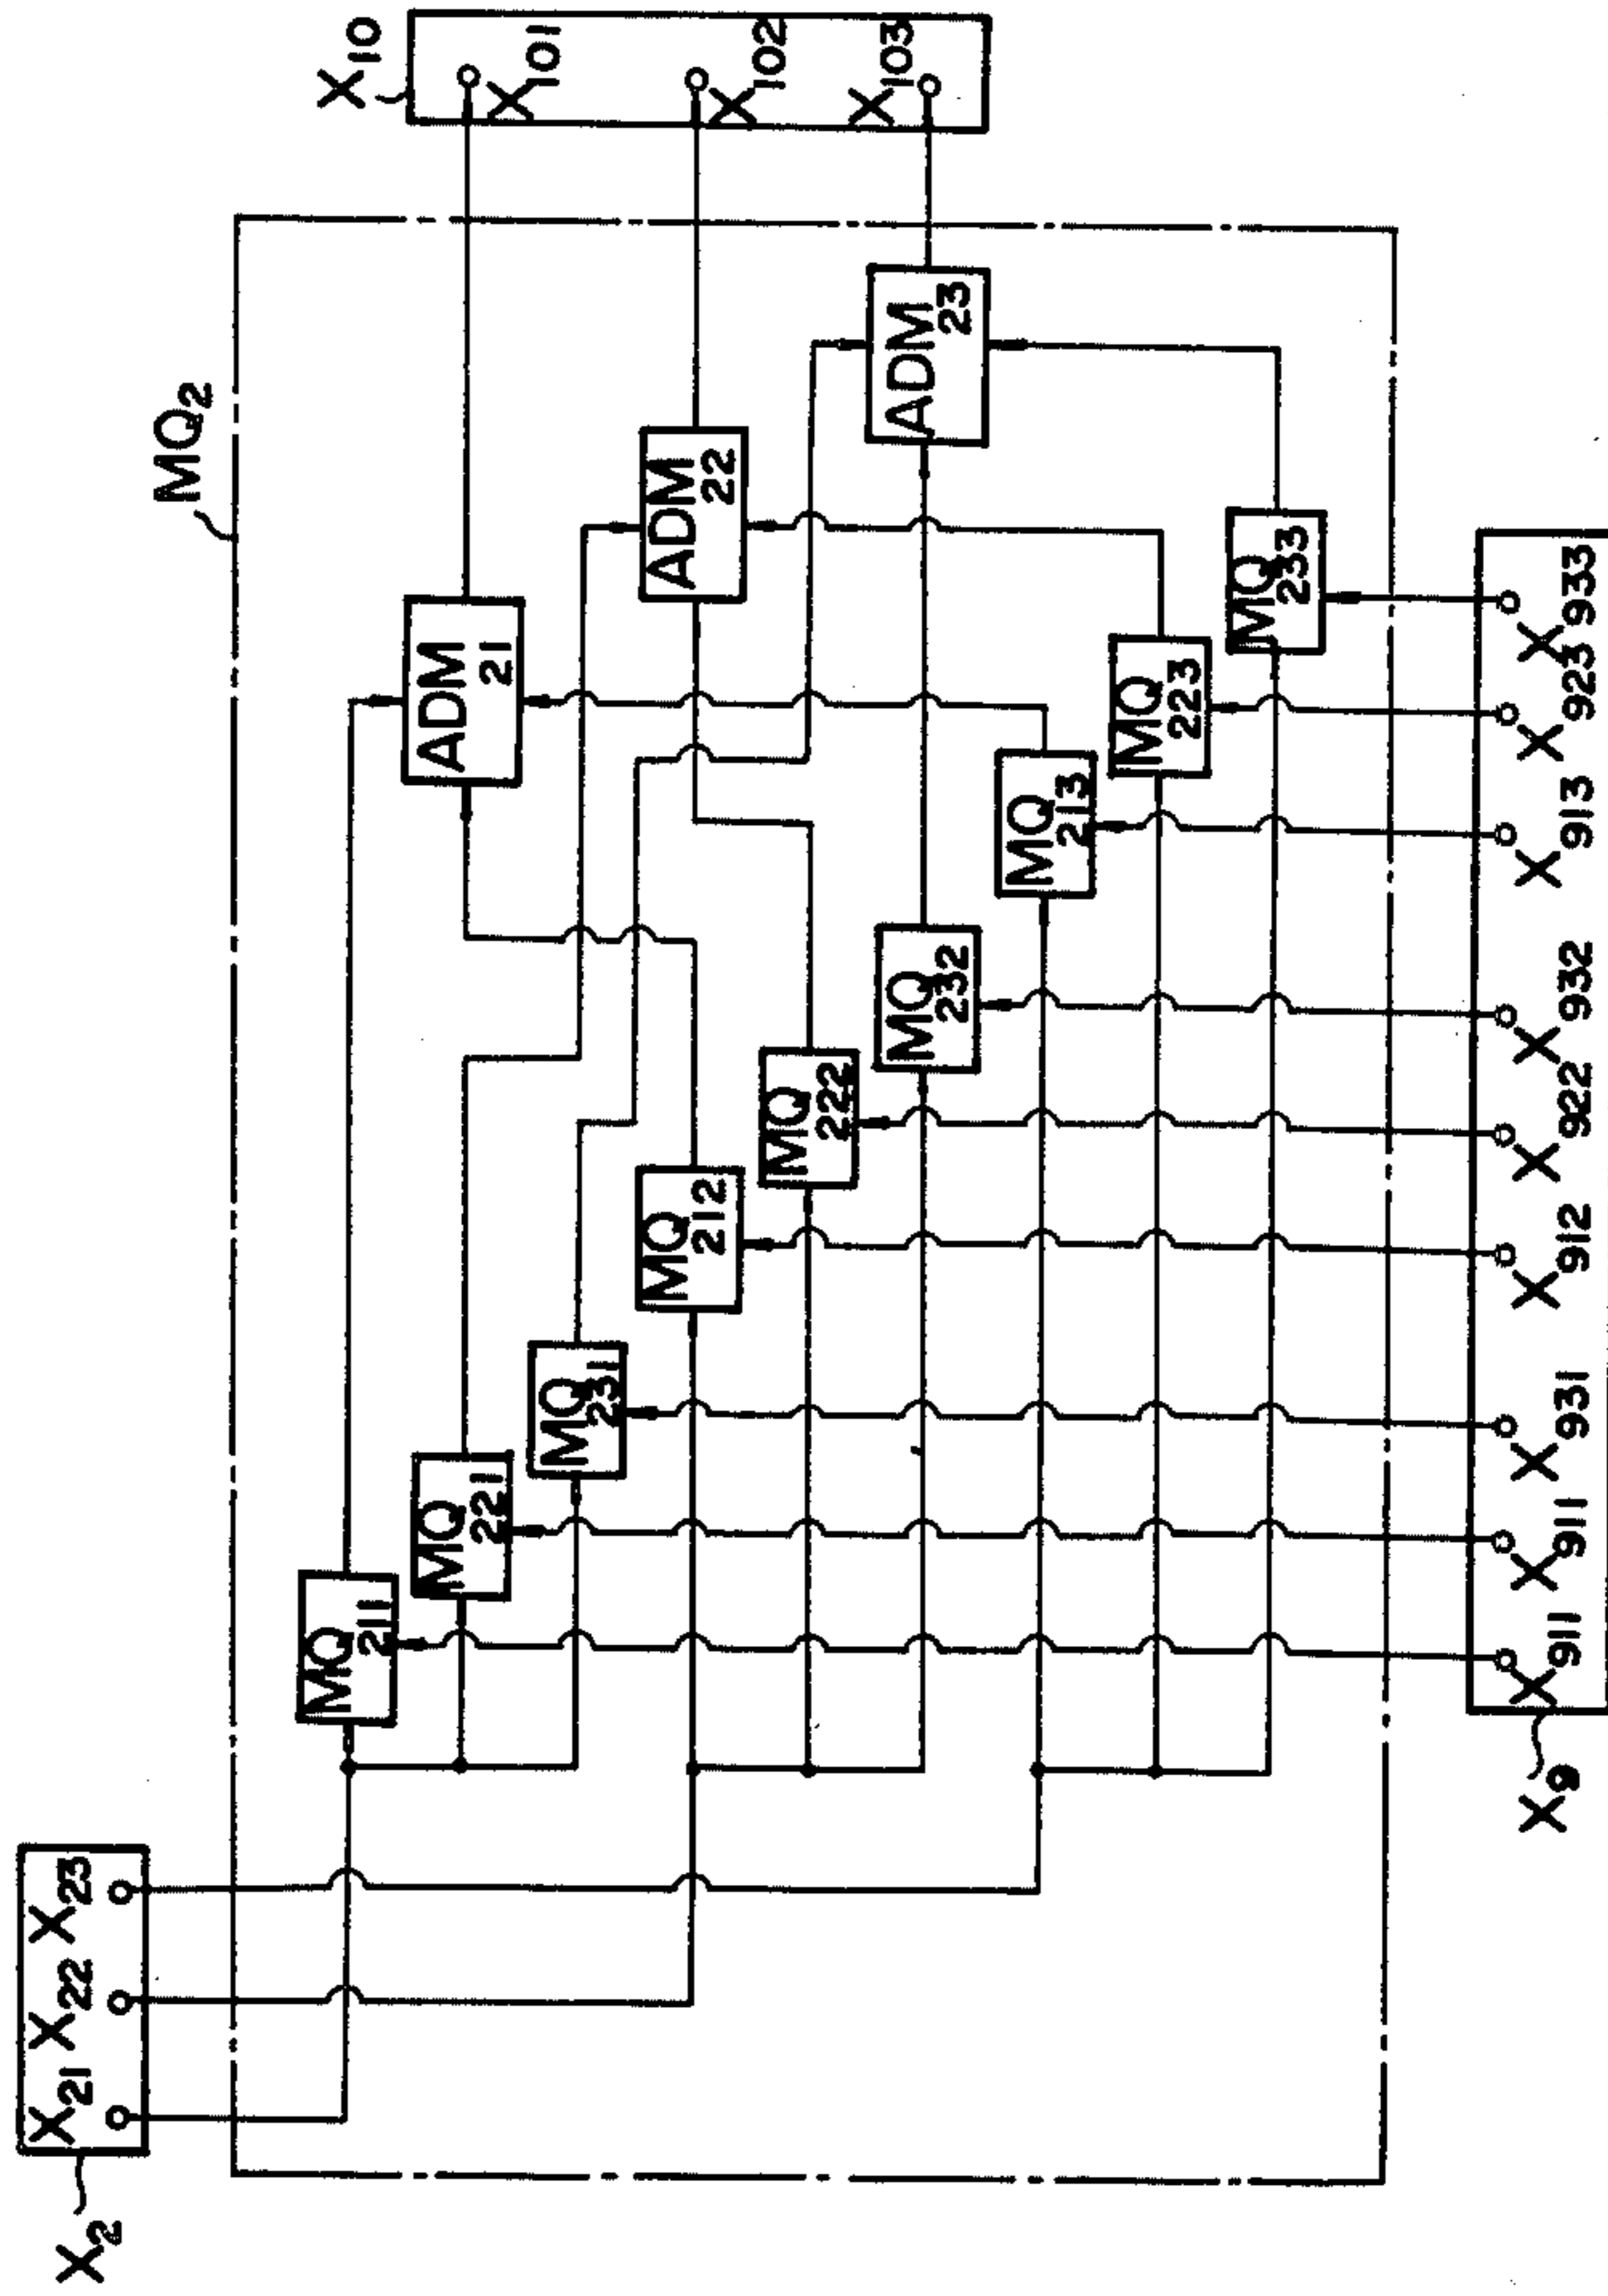 X2
X21 X22 X23
MQ2
X10
X101
X102
X103
ADM 21
ADM 22
ADM 23
MQ 211
MQ 221
MQ 231
MQ 212
MQ 222
MQ 232
MQ 213
MQ 223
MQ 233
X9
X911
X911
X931
X912
X922
X932
X913
X923
X933